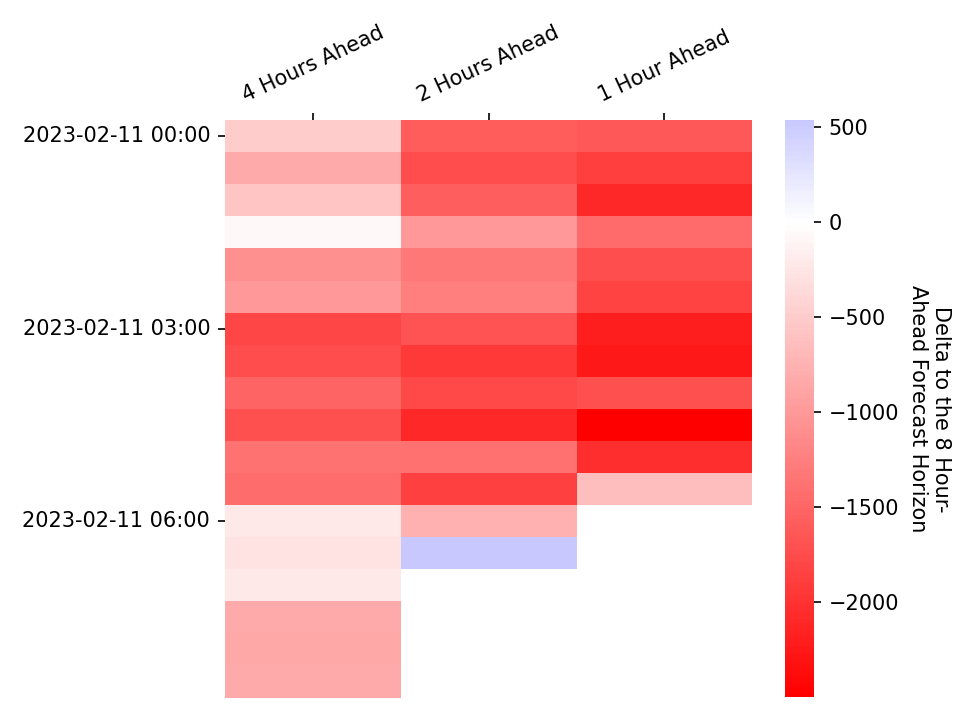 4 Hours Ahead
2 Hours Ahead
1 Hour Ahead
2023-02-11 00:00
2023-02-11 03:00
2023-02-11 06:00
500
0
−500
−1000
−1500
−2000
Delta to the 8 Hour-
Ahead Forecast Horizon